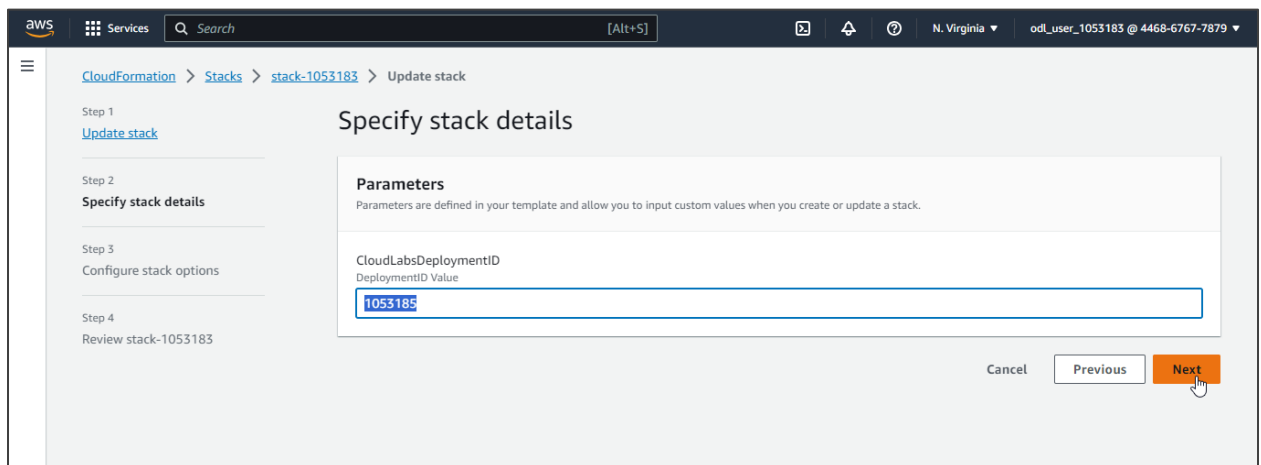 aws
Services
Search
[Alt+S]
N. Virginia
odl_user_1053183 @ 4468-6767-7879
CloudFormation > Stacks > stack-1053183 > Update stack
Step 1
Update stack
Step 2
Specify stack details
Step 3
Configure stack options
Step 4
Review stack-1053183
Specify stack details
Parameters
Parameters are defined in your template and allow you to input custom values when you create or update a stack.
CloudLabsDeploymentID
DeploymentID Value
1053185
Cancel
Previous
Next